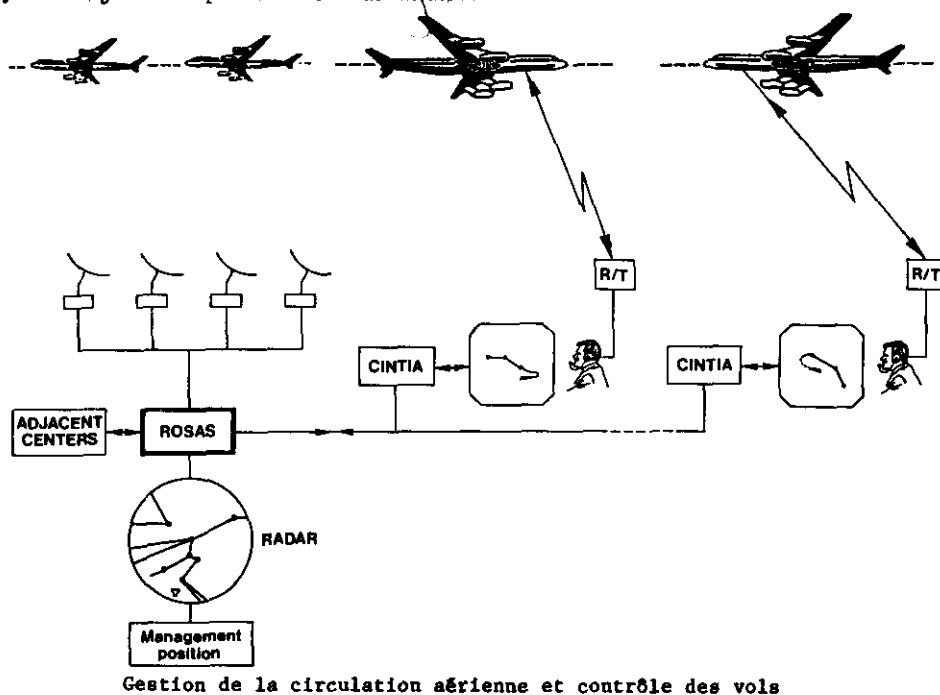 R/T
R/T
CINTIA
CINTIA
ADJACENT
CENTERS
ROSAS
RADAR
Management
position
Gestion de la circulation aérienne et contrôle des vols